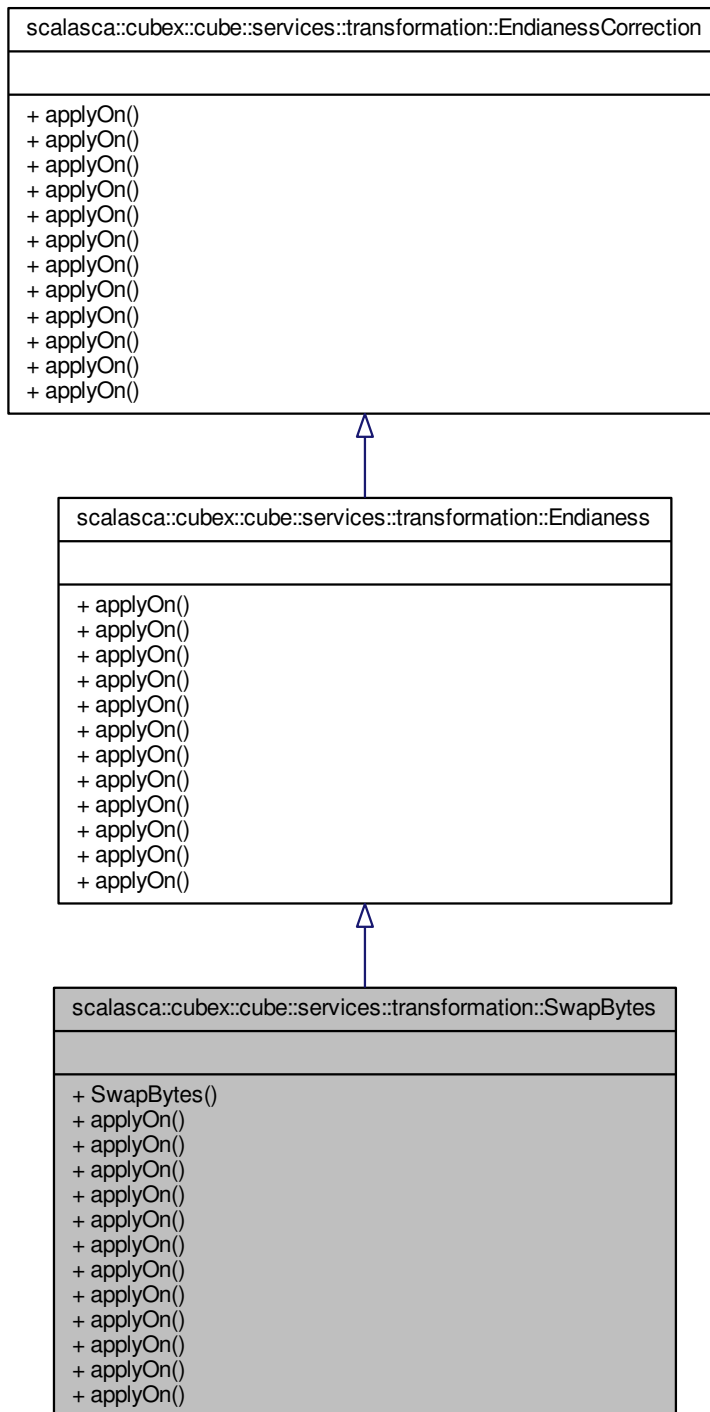 scalasca::cubex::cube::services::transformation::EndianessCorrection
+ applyOn()
+ applyOn()
+ applyOn()
+ applyOn()
+ applyOn()
+ applyOn()
+ applyOn()
+ applyOn()
+ applyOn()
+ applyOn()
+ applyOn()
+ applyOn()
scalasca::cubex::cube::services::transformation::Endianess
+ applyOn()
+ applyOn()
+ applyOn()
+ applyOn()
+ applyOn()
+ applyOn()
+ applyOn()
+ applyOn()
+ applyOn()
+ applyOn()
+ applyOn()
+ applyOn()
scalasca::cubex::cube::services::transformation::SwapBytes
+ SwapBytes()
+ applyOn()
+ applyOn()
+ applyOn()
+ applyOn()
+ applyOn()
+ applyOn()
+ applyOn()
+ applyOn()
+ applyOn()
+ applyOn()
+ applyOn()
+ applyOn()